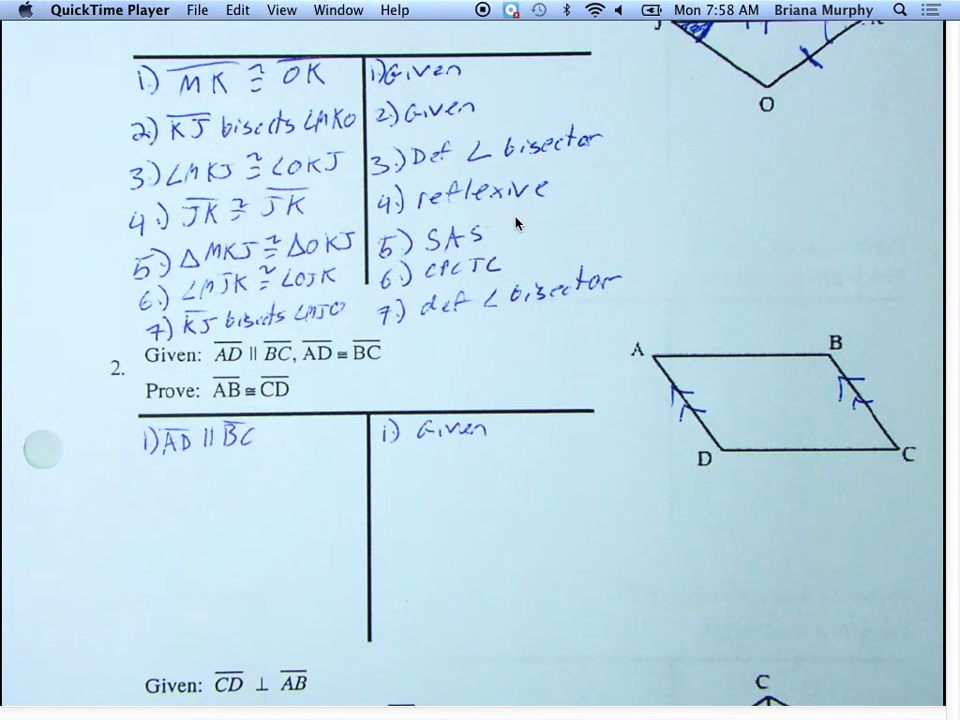 QuickTime Player File Edit View Window Help Mon 7:58 AM Briana Murphy
J K
O
1.) MK ≅ OK 1.) Given
2.) KJ bisects ∠MKO 2.) Given
3.) ∠MKJ ≅ ∠OKJ 3.) Def ∠ bisector
4.) JK ≅ JK 4.) reflexive
5.) △MKJ ≅ △OKJ 5.) SAS
6.) ∠MJK ≅ ∠OJK 6.) CPCTC
7.) KJ bisects ∠MJO 7.) def ∠ bisector
2.
Given: AD || BC, AD ≅ BC
Prove: AB ≅ CD
A B
D C
1.) AD || BC 1.) Given
Given: CD ⊥ AB
C